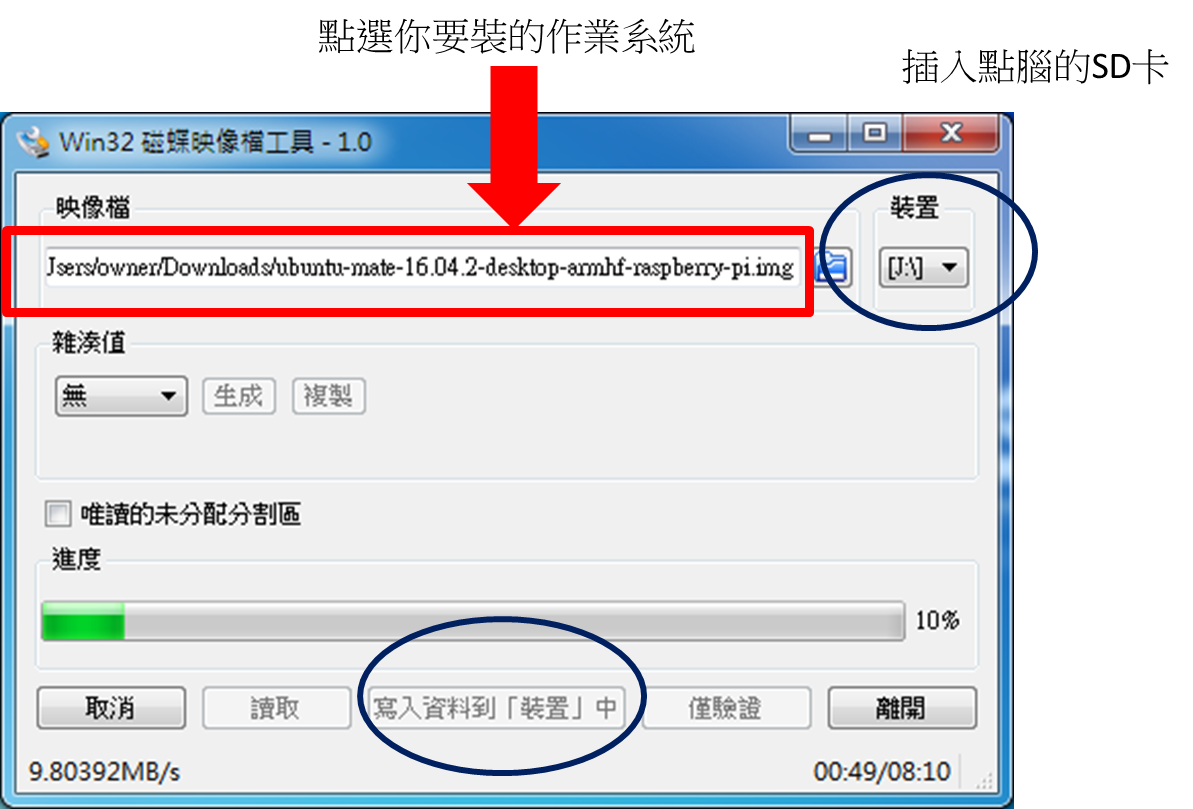 點選你要裝的作業系統
插入點腦的SD卡
Win32 磁蝶映像檔工具 - 1.0
映像檔
裝置
Jsers/owner/Downloads/ubuntu-mate-16.04.2-desktop-armhf-raspberry-pi.img
[J:\]
雜湊值
無
生成
複製
唯讀的未分配分割區
進度
10%
取消
讀取
寫入資料到「裝置」中
僅驗證
離開
9.80392MB/s
00:49/08:10